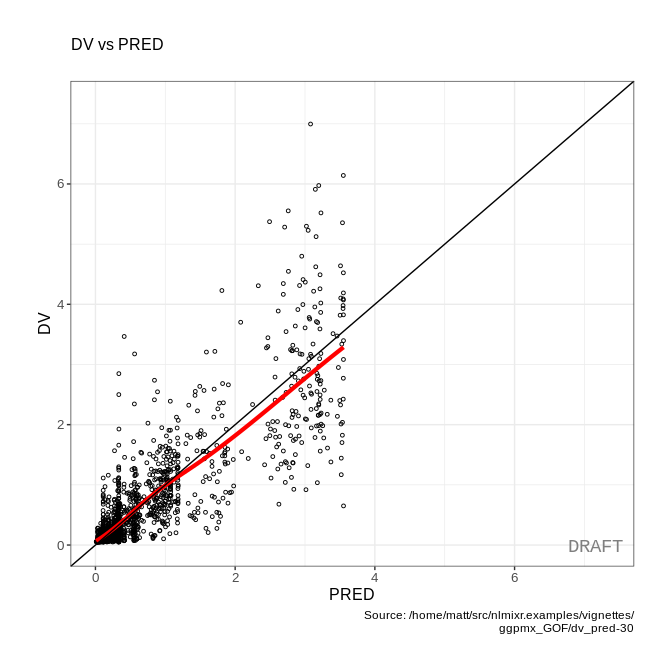 DV vs PRED
6
4
2
0
DV
DRAFT
0 2 4 6
PRED
Source: /home/matt/src/nlmixr.examples/vignettes/
ggpmx_GOF/dv_pred-30